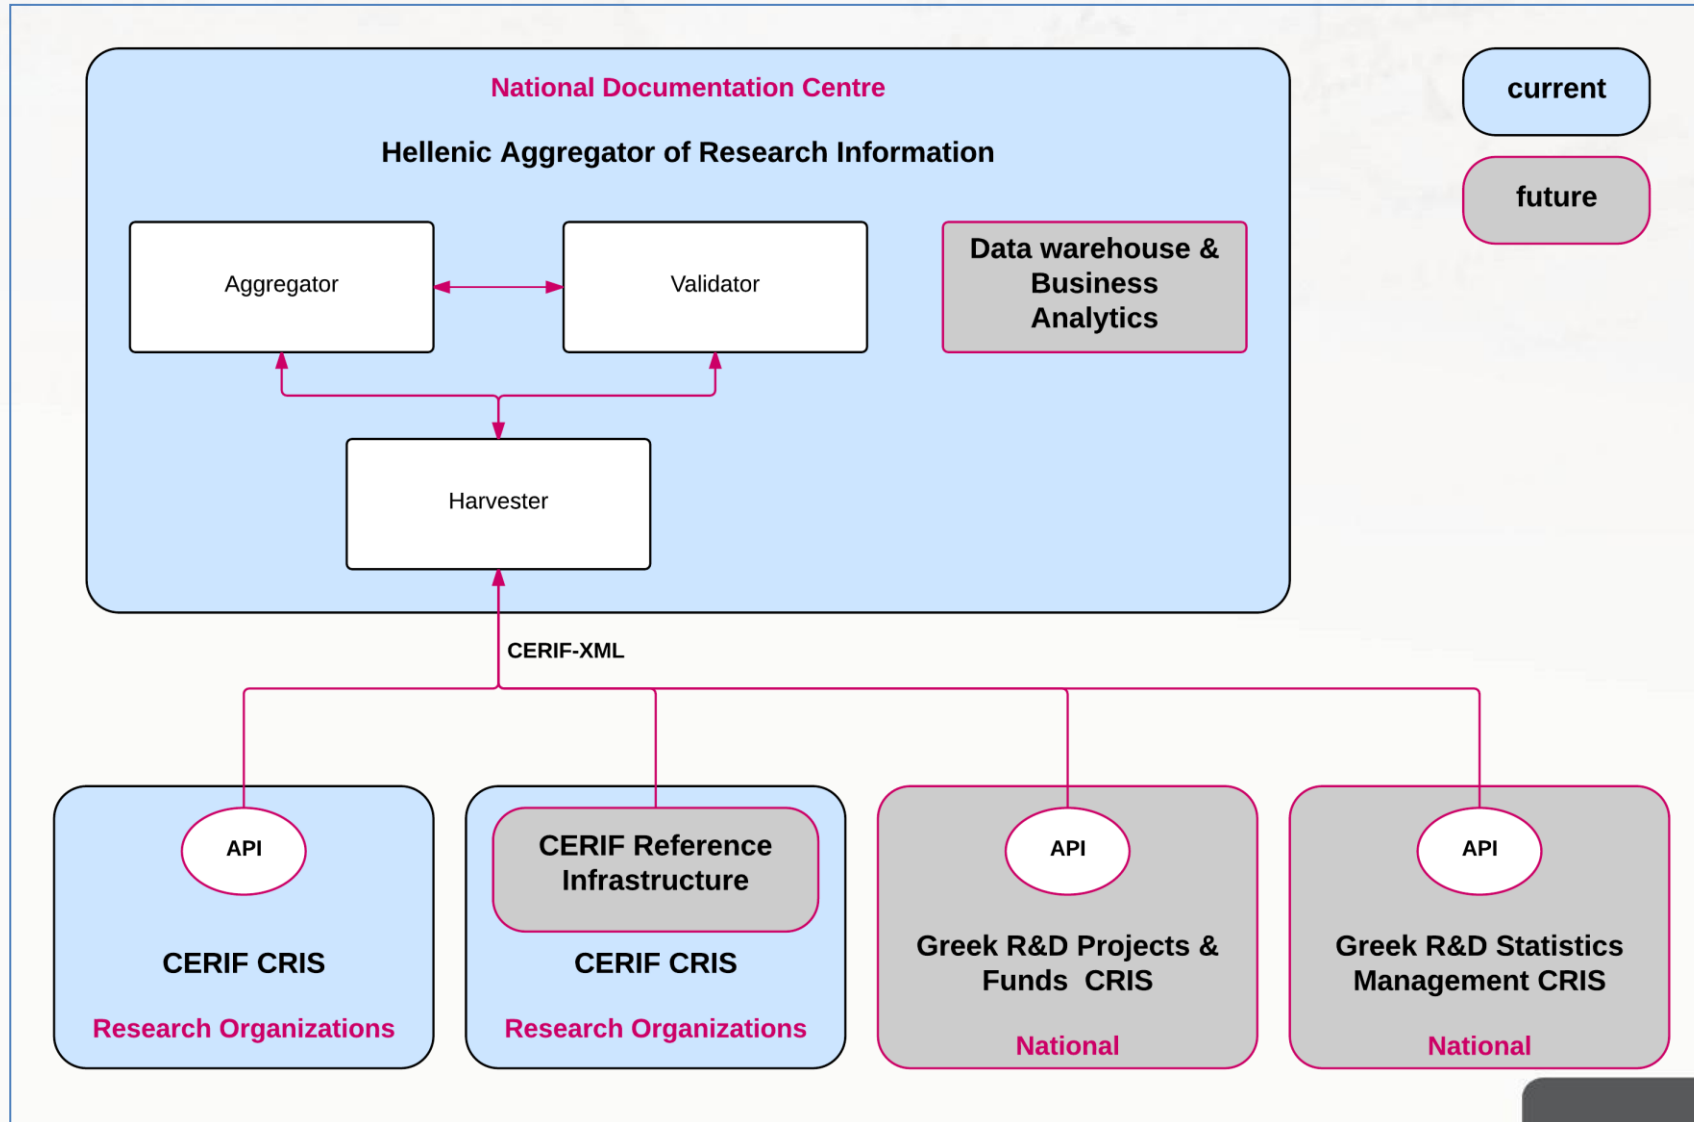 National Documentation Centre
Hellenic Aggregator of Research Information
current
future
Aggregator
Validator
Data warehouse &
Business
Analytics
Harvester
CERIF-XML
API
CERIF CRIS
Research Organizations
CERIF Reference
Infrastructure
CERIF CRIS
Research Organizations
API
Greek R&D Projects &
Funds CRIS
National
API
Greek R&D Statistics
Management CRIS
National